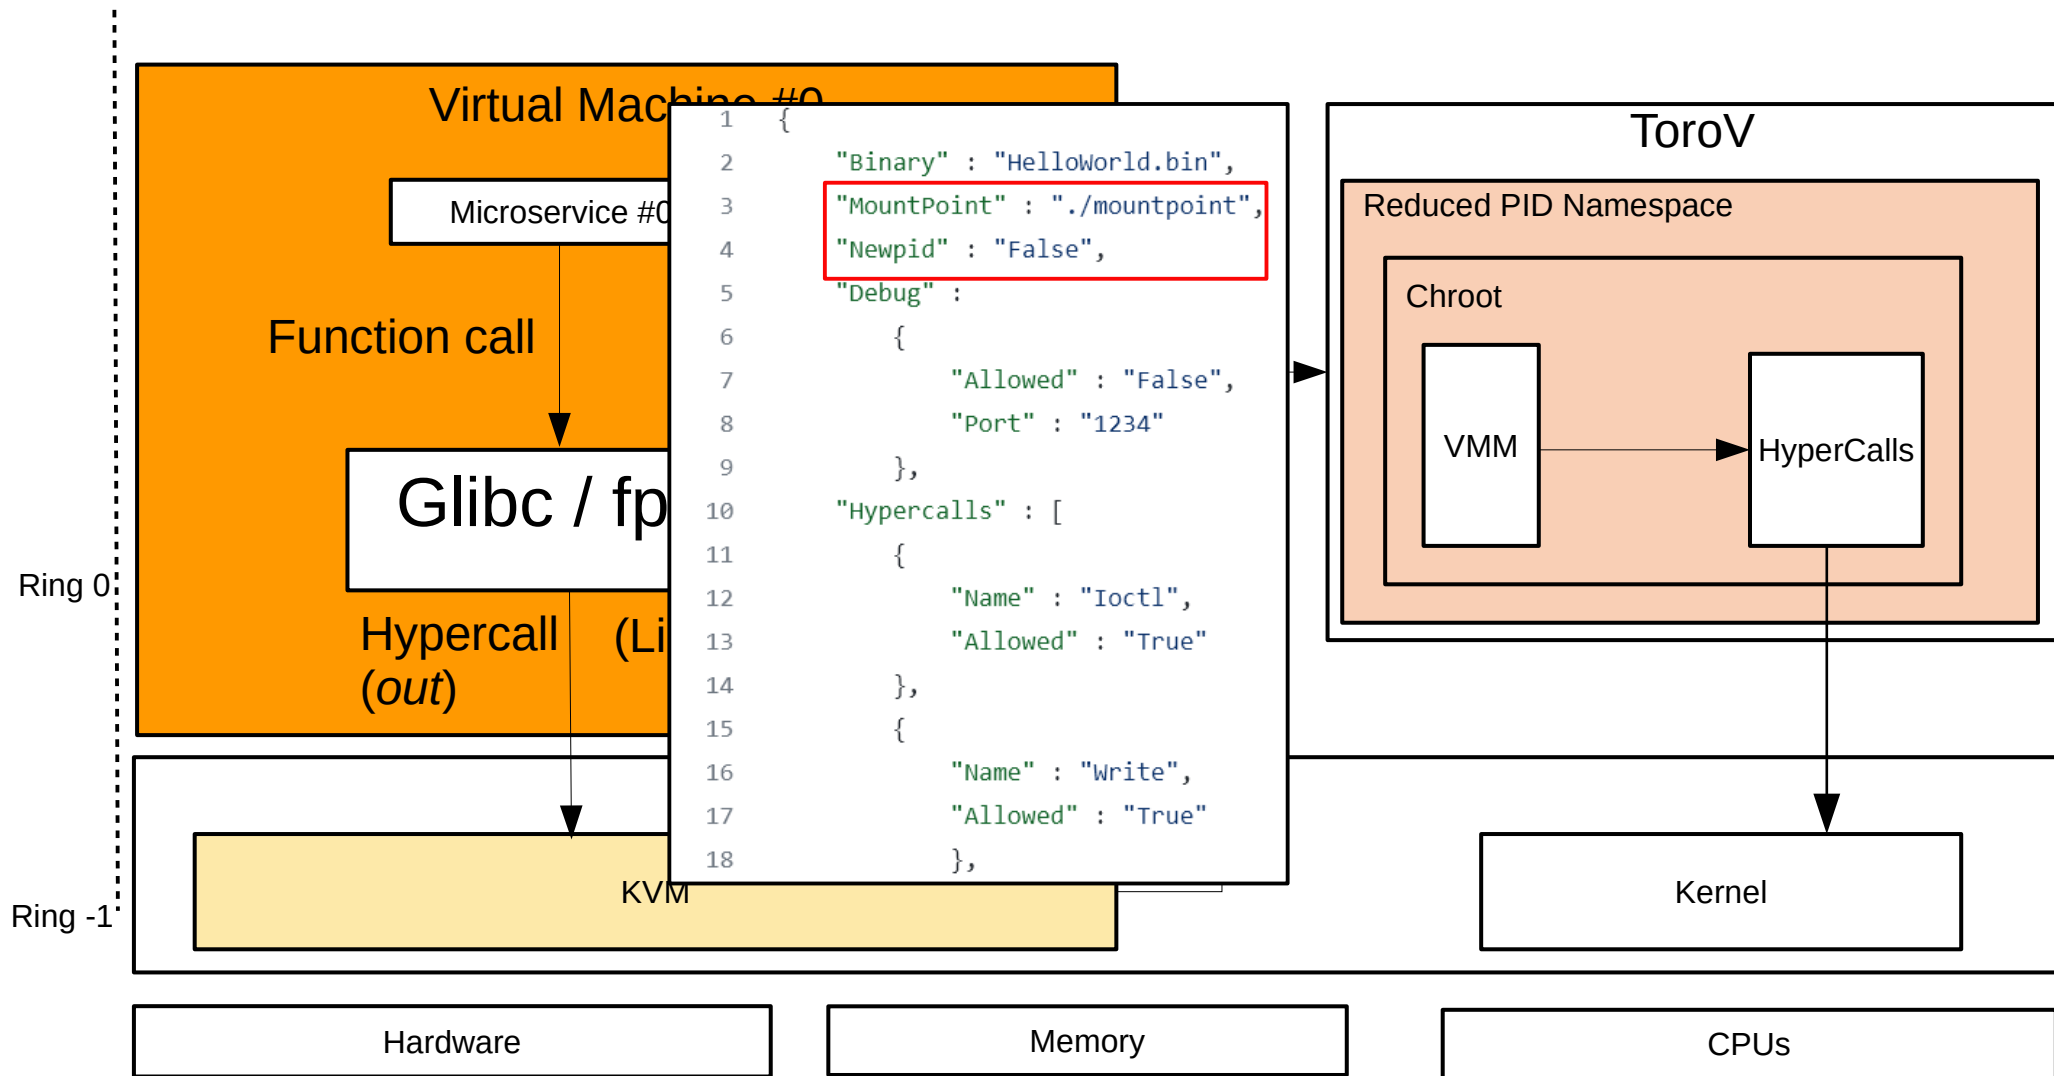 Virtual Machine #0
Microservice #0
Function call
Glibc / fp
Hypercall
(out)
(Li
1 {
2 "Binary" : "HelloWorld.bin",
3 "MountPoint" : "./mountpoint",
4 "Newpid" : "False",
5 "Debug" :
6 {
7 "Allowed" : "False",
8 "Port" : "1234"
9 },
10 "Hypercalls" : [
11 {
12 "Name" : "Ioctl",
13 "Allowed" : "True"
14 },
15 {
16 "Name" : "Write",
17 "Allowed" : "True"
18 },
ToroV
Reduced PID Namespace
Chroot
VMM
HyperCalls
Ring 0
Ring -1
KVM
Kernel
Hardware
Memory
CPUs